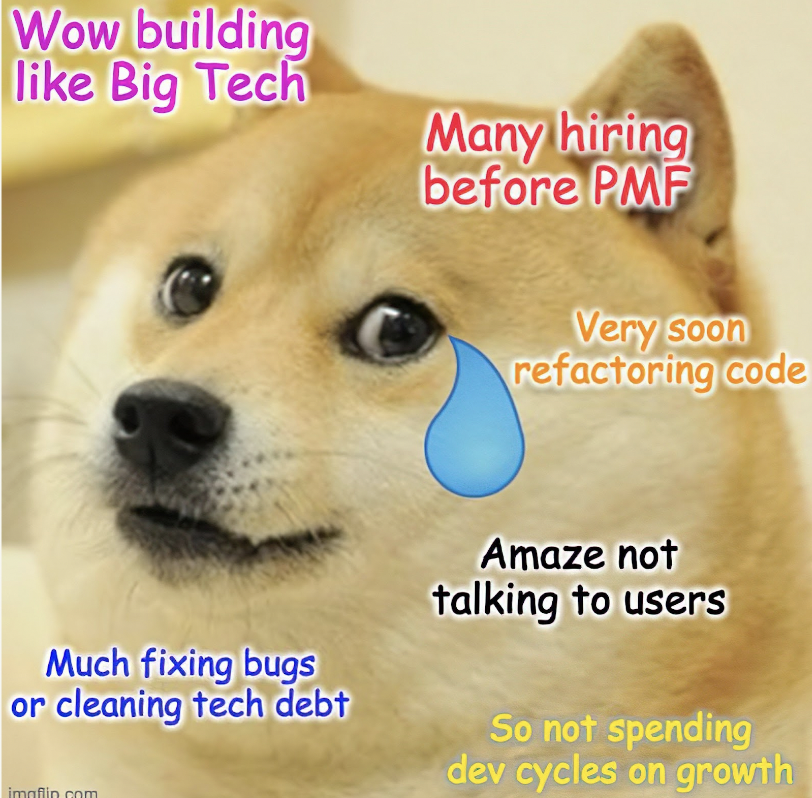 Wow building
like Big Tech
Many hiring
before PMF
Very soon
refactoring code
Amaze not
talking to users
Much fixing bugs
or cleaning tech debt
So not spending
dev cycles on growth
imgflip.com